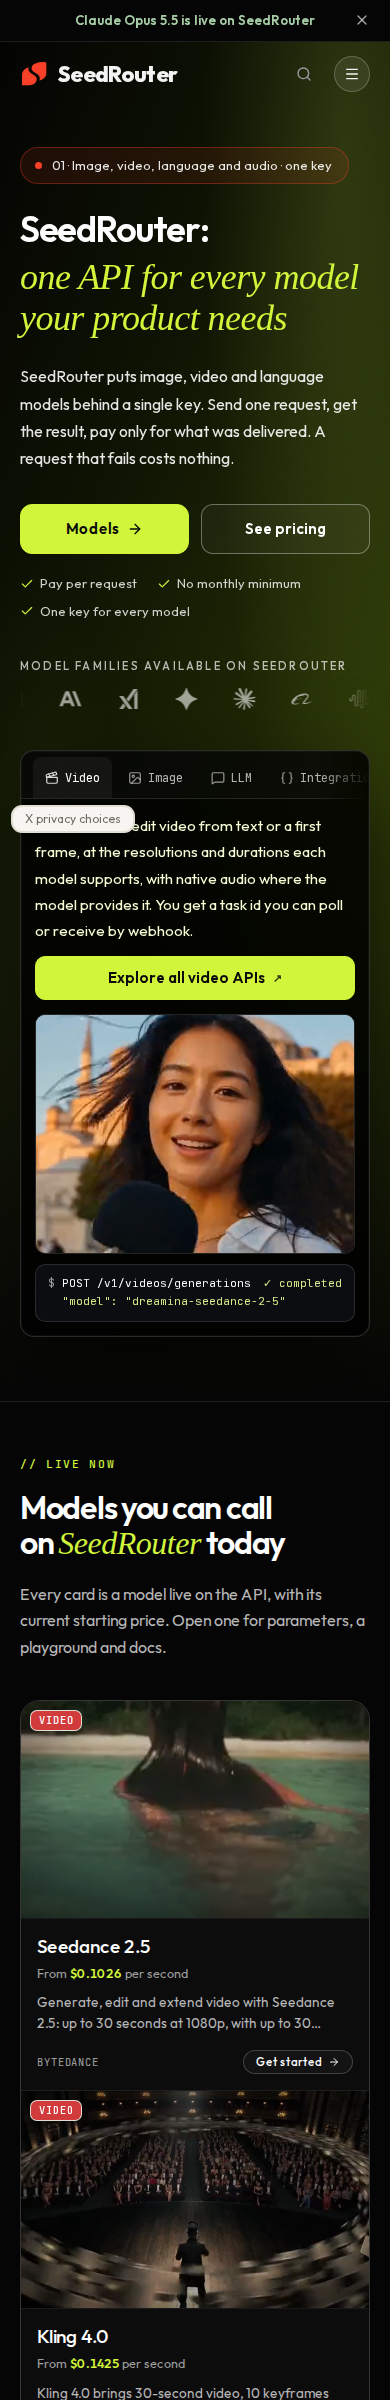 Claude Opus 5.5 is live on SeedRouter
SeedRouter
01 · Image, video, language and audio · one key
SeedRouter:
one API for every model
your product needs
SeedRouter puts image, video and language
models behind a single key. Send one request, get
the result, pay only for what was delivered. A
request that fails costs nothing.
Models →
See pricing
✓ Pay per request
✓ No monthly minimum
✓ One key for every model
MODEL FAMILIES AVAILABLE ON SEEDROUTER
Video
Image
LLM
{} Integratio
X privacy choices
edit video from text or a first
frame, at the resolutions and durations each
model supports, with native audio where the
model provides it. You get a task id you can poll
or receive by webhook.
Explore all video APIs ↗
$ POST /v1/videos/generations ✓ completed
"model": "dreamina-seedance-2-5"
// LIVE NOW
Models you can call
on SeedRouter today
Every card is a model live on the API, with its
current starting price. Open one for parameters, a
playground and docs.
VIDEO
Seedance 2.5
From $0.1026 per second
Generate, edit and extend video with Seedance
2.5: up to 30 seconds at 1080p, with up to 30...
BYTEDANCE
Get started →
VIDEO
Kling 4.0
From $0.1425 per second
Kling 4.0 brings 30-second video, 10 keyframes